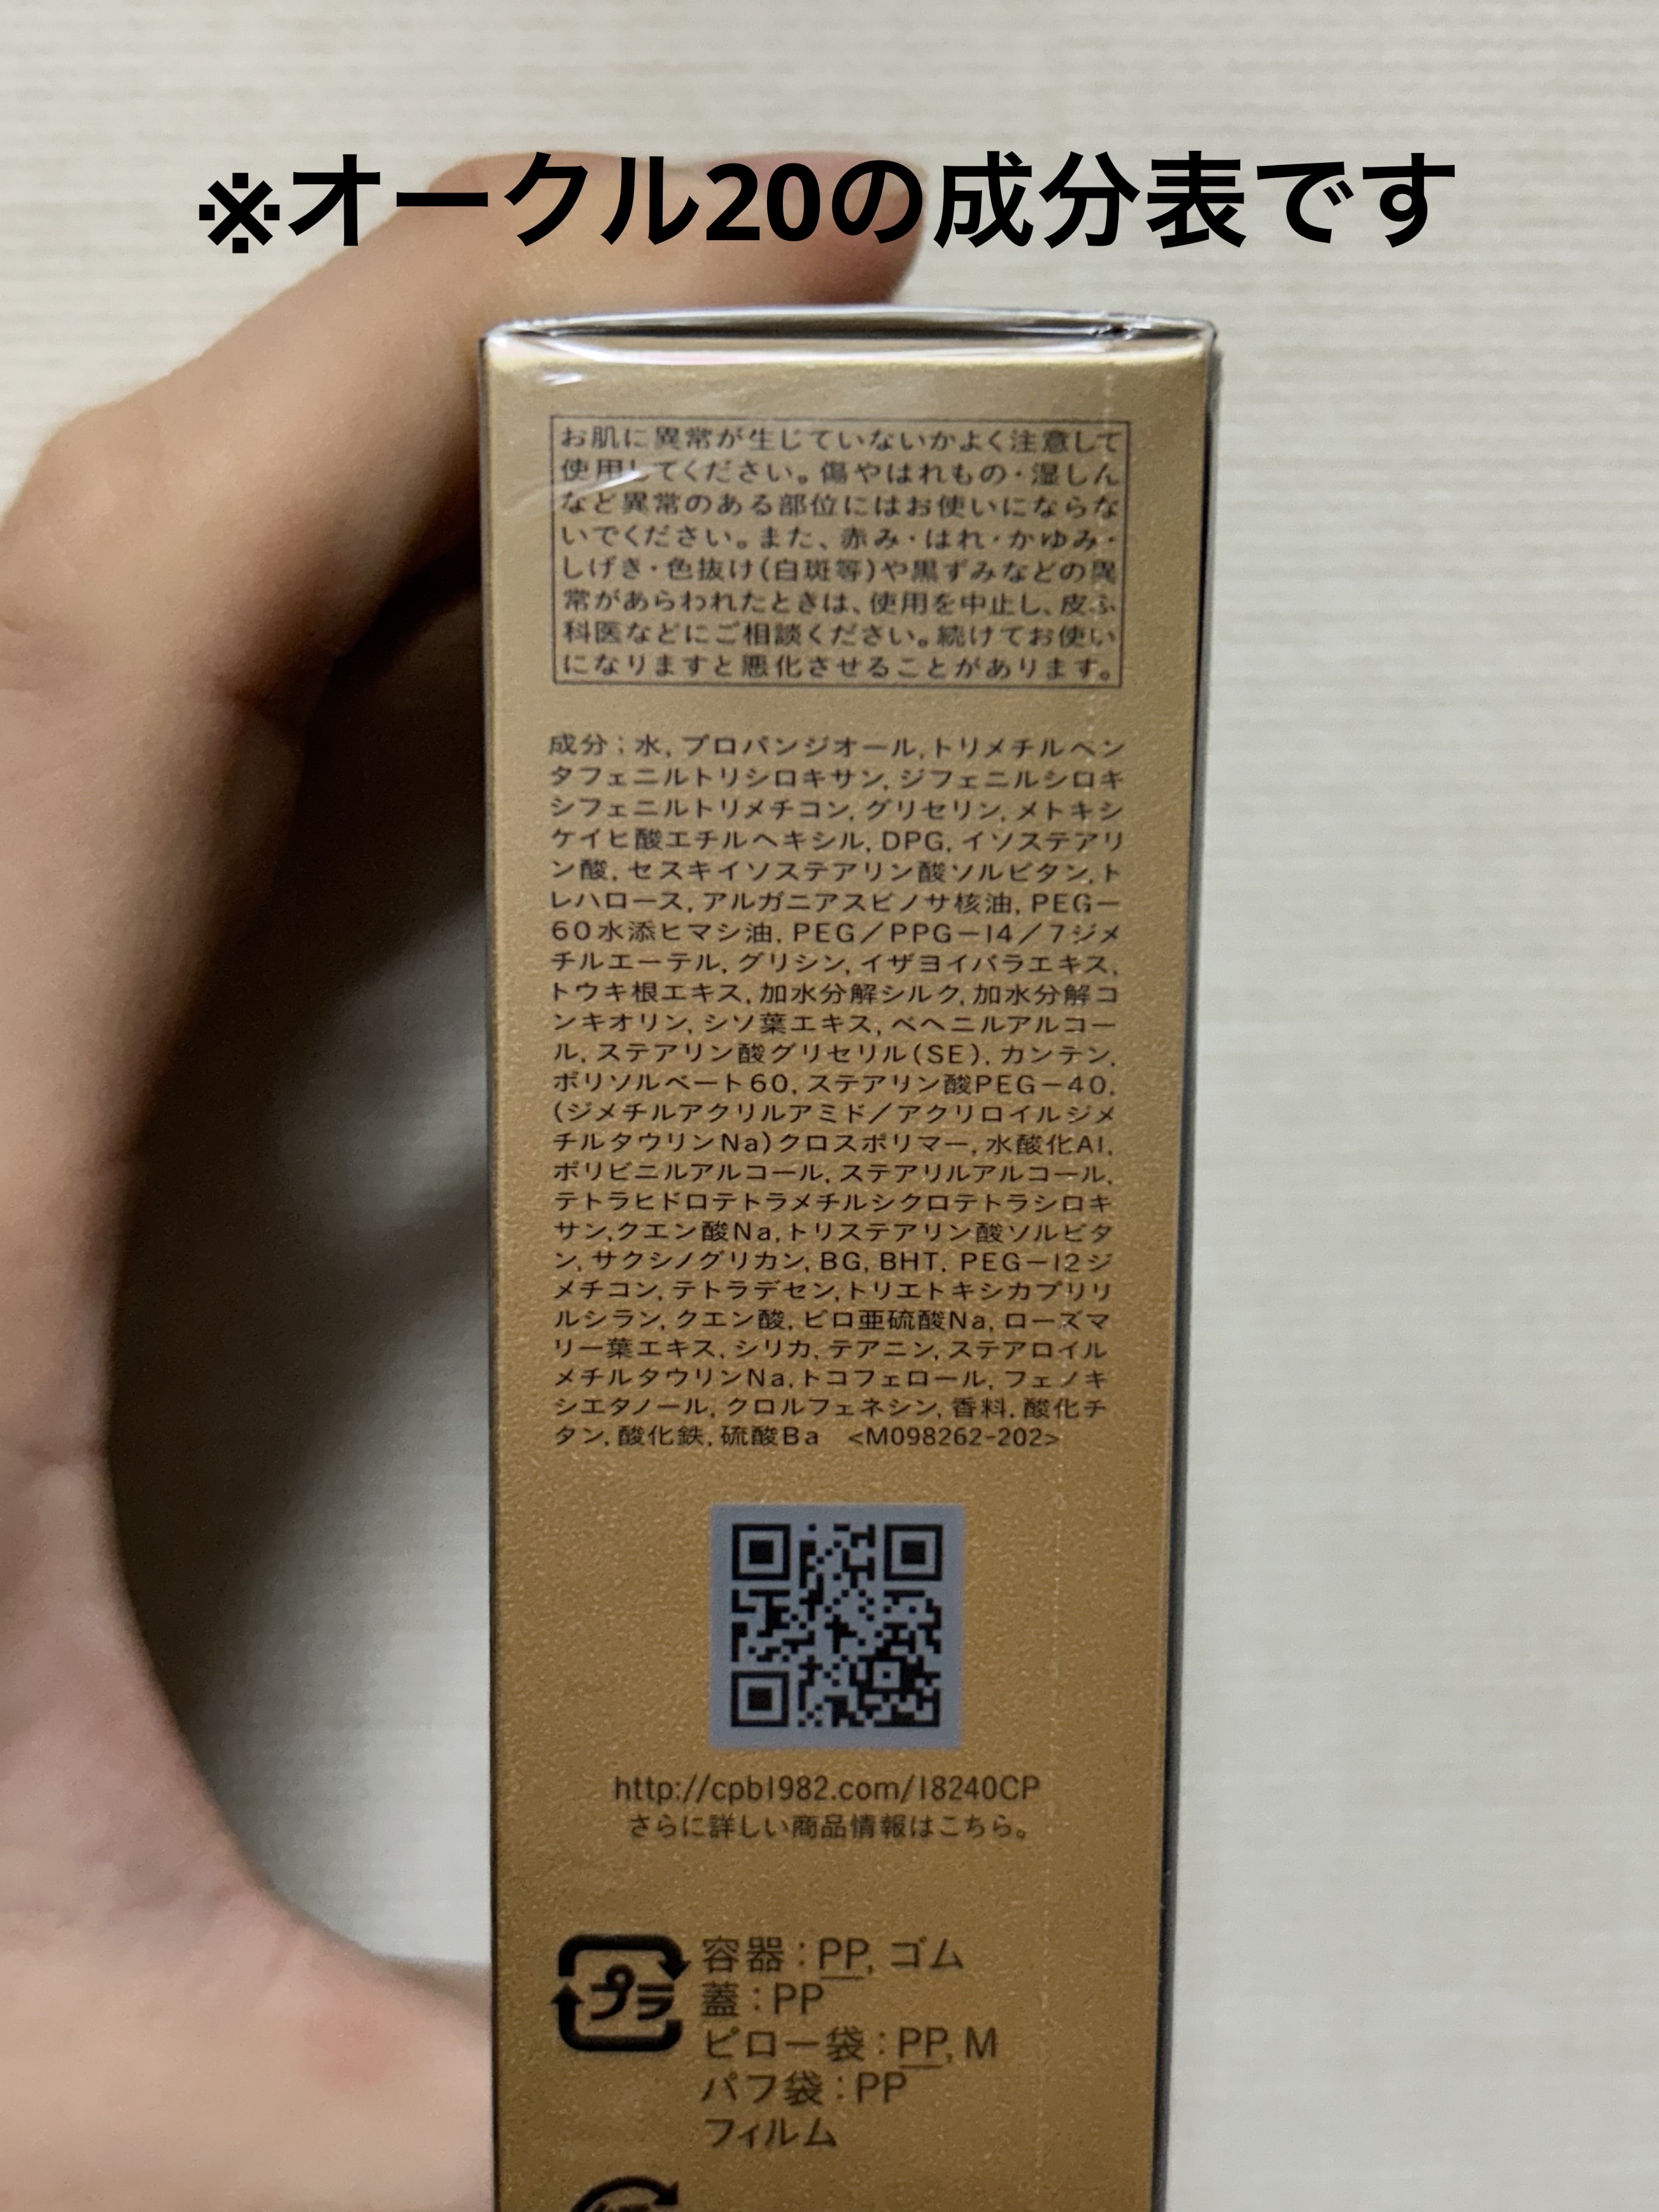 ※オークル20の成分表です
お肌に異常が生じていないかよく注意して
使用してください。傷やはれもの・湿しん
など異常のある部位にはお使いにならな
いでください。また、赤み・はれ・かゆみ・
しげき・色抜け(白斑等)や黒ずみなどの異
常があらわれたときは、使用を中止し、皮ふ
科医などにご相談ください。続けてお使い
になりますと悪化させることがあります。
成分;水,プロパンジオール,トリメチルペン
タフェニルトリシロキサン,ジフェニルシロキ
シフェニルトリメチコン,グリセリン,メトキシ
ケイヒ酸エチルヘキシル,DPG,イソステアリ
ン酸,セスキイソステアリン酸ソルビタン,ト
レハロース,アルガニアスピノサ核油,PEG-
60水添ヒマシ油,PEG/PPG-14/7ジメ
チルエーテル,グリシン,イザヨイバラエキス,
トウキ根エキス,加水分解シルク,加水分解コ
ンキオリン,シソ葉エキス,ベヘニルアルコー
ル,ステアリン酸グリセリル(SE),カンテン,
ポリソルベート60,ステアリン酸PEG-40,
(ジメチルアクリルアミド/アクリロイルジメ
チルタウリンNa)クロスポリマー,水酸化Al,
ポリビニルアルコール,ステアリルアルコール,
テトラヒドロテトラメチルシクロテトラシロキ
サン,クエン酸Na,トリステアリン酸ソルビタ
ン,サクシノグリカン,BG,BHT,PEG-12ジ
メチコン,テトラデセン,トリエトキシカプリリ
ルシラン,クエン酸,ピロ亜硫酸Na,ローズマ
リー葉エキス,シリカ,テアニン,ステアロイル
メチルタウリンNa,トコフェロール,フェノキ
シエタノール,クロルフェネシン,香料,酸化チ
タン,酸化鉄,硫酸Ba <M098262-202>
http://cpb1982.com/18240CP
さらに詳しい商品情報はこちら。
プラ
容器:PP,ゴム
蓋:PP
ピロー袋:PP,M
パフ袋:PP
フィルム